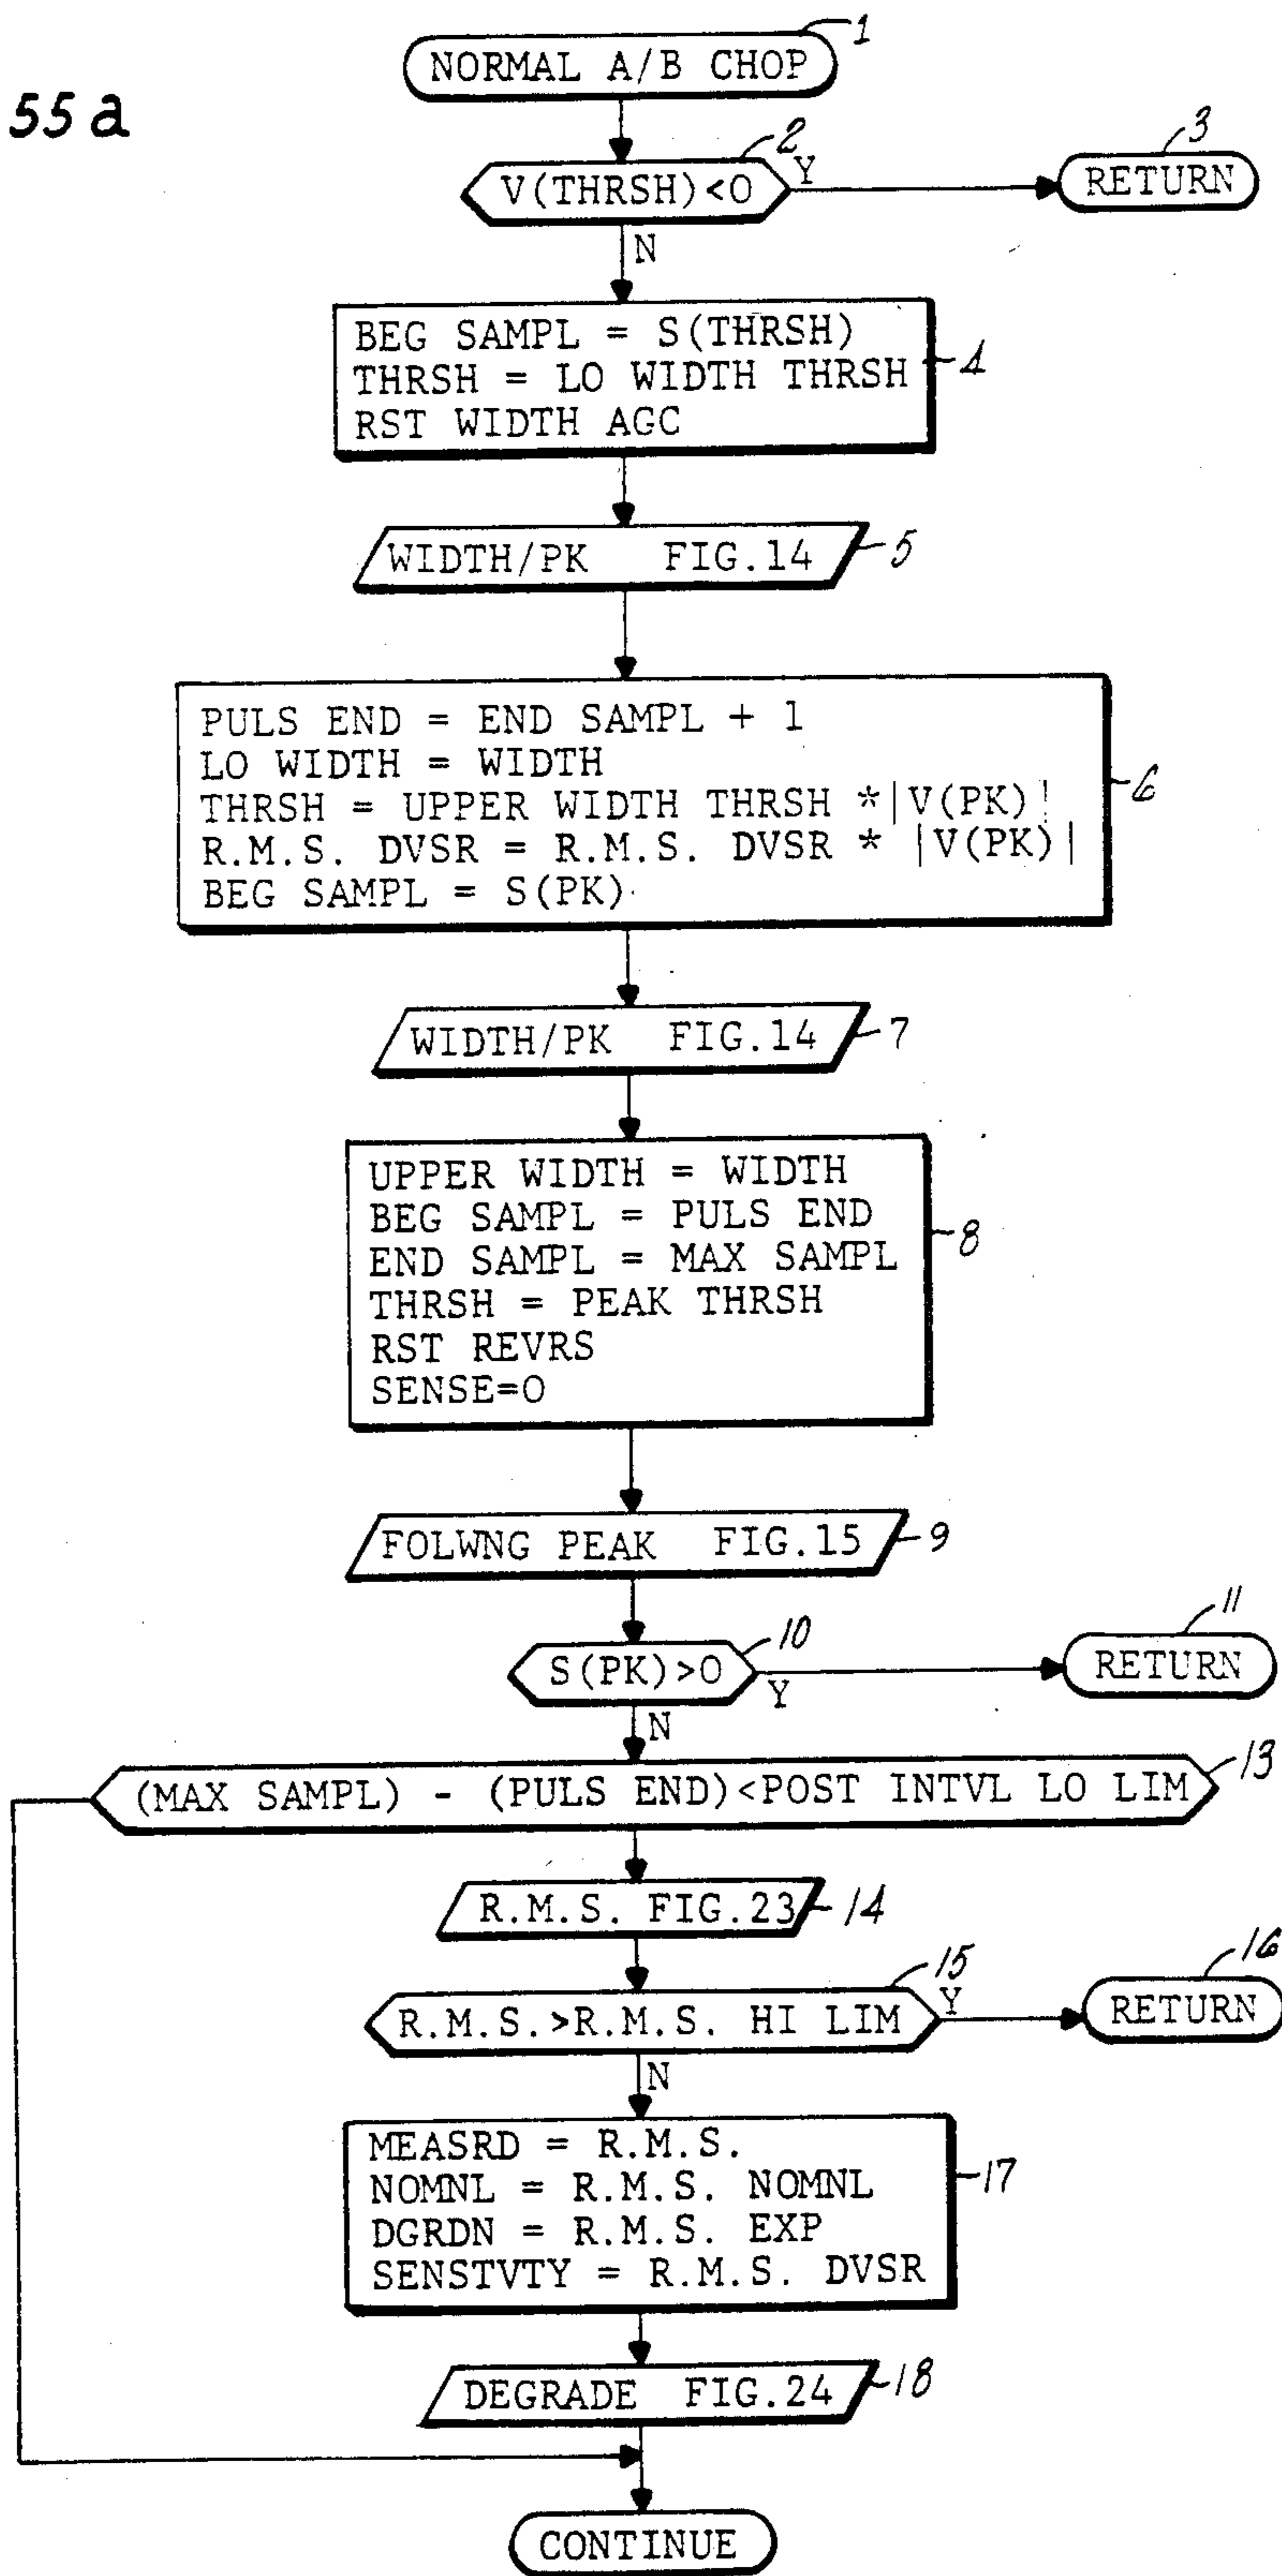 55a
NORMAL A/B CHOP
1
V(THRSH)<0
2
Y
RETURN
3
N
BEG SAMPL = S(THRSH)
THRSH = LO WIDTH THRSH
RST WIDTH AGC
4
WIDTH/PK FIG.14
5
PULS END = END SAMPL + 1
LO WIDTH = WIDTH
THRSH = UPPER WIDTH THRSH *|V(PK)|
R.M.S. DVSR = R.M.S. DVSR * |V(PK)|
BEG SAMPL = S(PK)
6
WIDTH/PK FIG.14
7
UPPER WIDTH = WIDTH
BEG SAMPL = PULS END
END SAMPL = MAX SAMPL
THRSH = PEAK THRSH
RST REVRS
SENSE=0
8
FOLWNG PEAK FIG.15
9
S(PK)>0
10
Y
RETURN
11
N
(MAX SAMPL) - (PULS END)<POST INTVL LO LIM
13
R.M.S. FIG.23
14
R.M.S.>R.M.S. HI LIM
15
Y
RETURN
16
N
MEASRD = R.M.S.
NOMNL = R.M.S. NOMNL
DGRDN = R.M.S. EXP
SENSTVTY = R.M.S. DVSR
17
DEGRADE FIG.24
18
CONTINUE